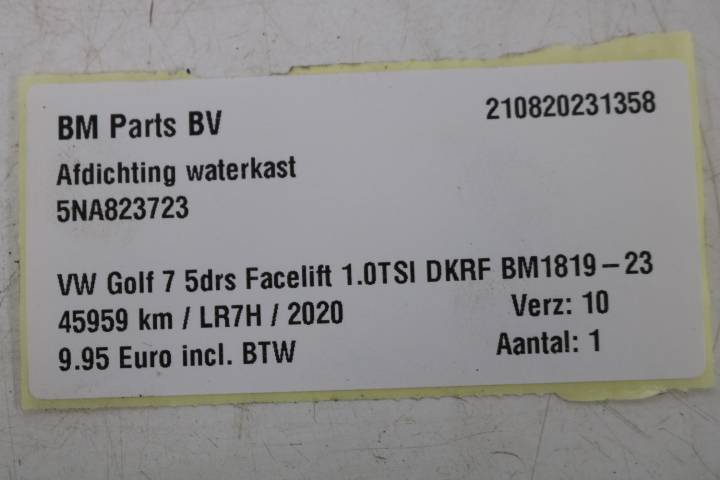 BM Parts BV 210820231358
Afdichting waterkast
5NA823723
VW Golf 7 5drs Facelift 1.0TSI DKRF BM1819-23
45959 km / LR7H / 2020 Verz: 10
9.95 Euro incl. BTW Aantal: 1